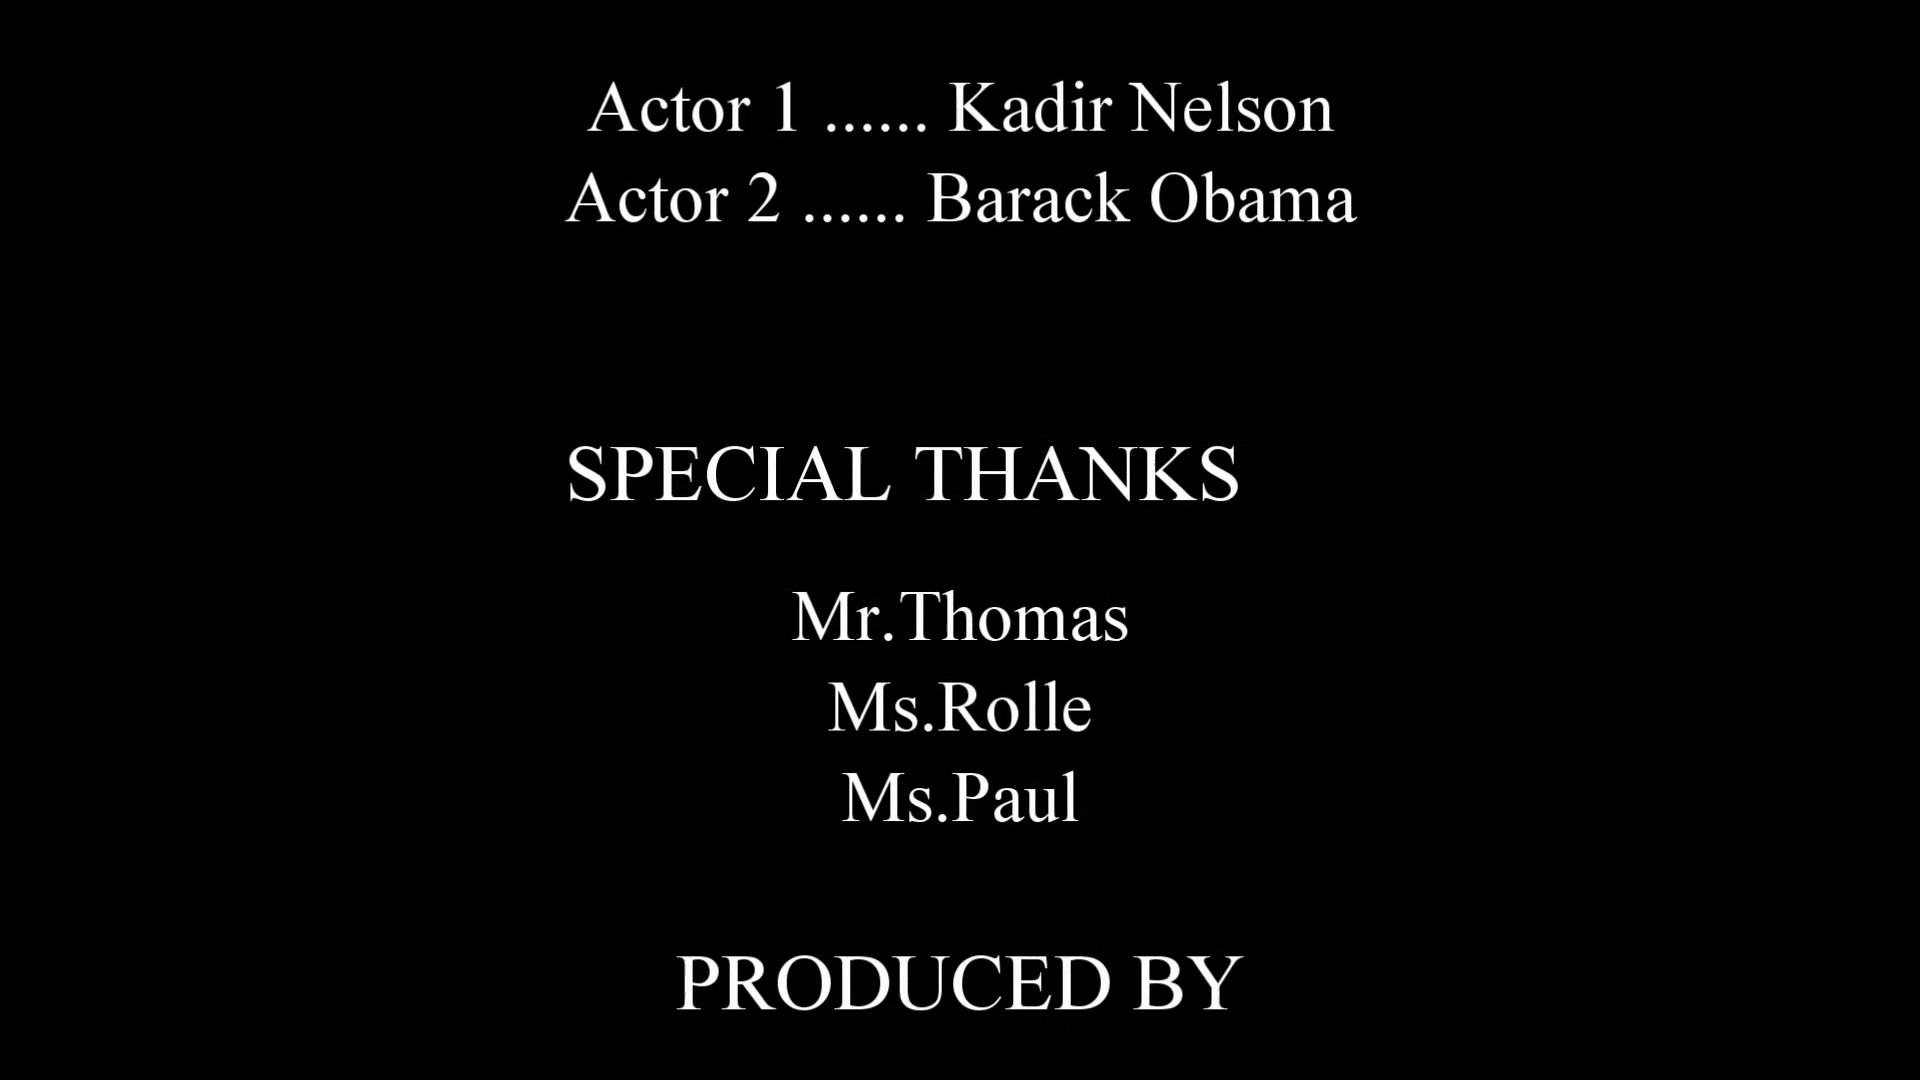 Actor 1 ...... Kadir Nelson
Actor 2 ...... Barack Obama
SPECIAL THANKS
Mr.Thomas
Ms.Rolle
Ms.Paul
PRODUCED BY